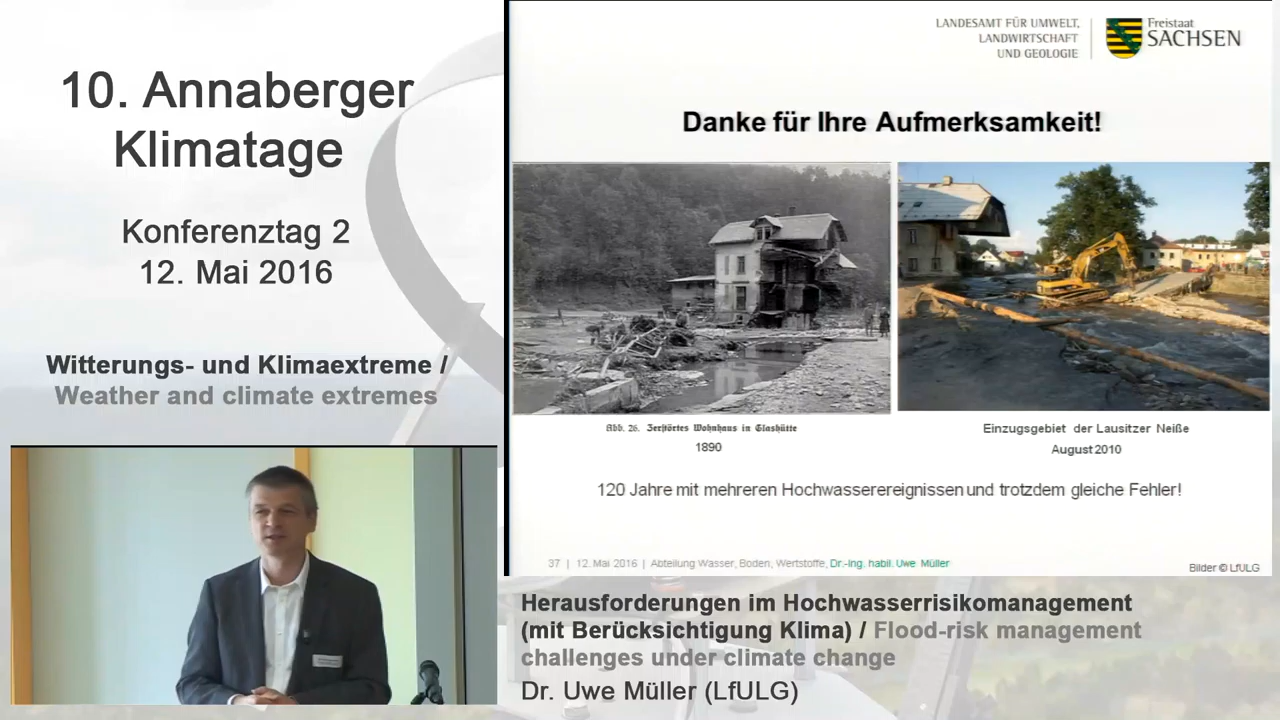 10. Annaberger
Klimatage
Konferenztag 2
12. Mai 2016
Witterungs- und Klimaextreme /
Weather and climate extremes
LANDESAMT FÜR UMWELT,
LANDWIRTSCHAFT
UND GEOLOGIE
Freistaat
SACHSEN
Danke für Ihre Aufmerksamkeit!
Abb. 26. Zerstörtes Wohnhaus in Glashütte
1890
Einzugsgebiet der Lausitzer Neiße
August 2010
120 Jahre mit mehreren Hochwasserereignissen und trotzdem gleiche Fehler!
37 | 12. Mai 2016 | Abteilung Wasser, Boden, Wertstoffe, Dr.-Ing. habil. Uwe Müller
Bilder © LfULG
Herausforderungen im Hochwasserrisikomanagement
(mit Berücksichtigung Klima) / Flood-risk management
challenges under climate change
Dr. Uwe Müller (LfULG)